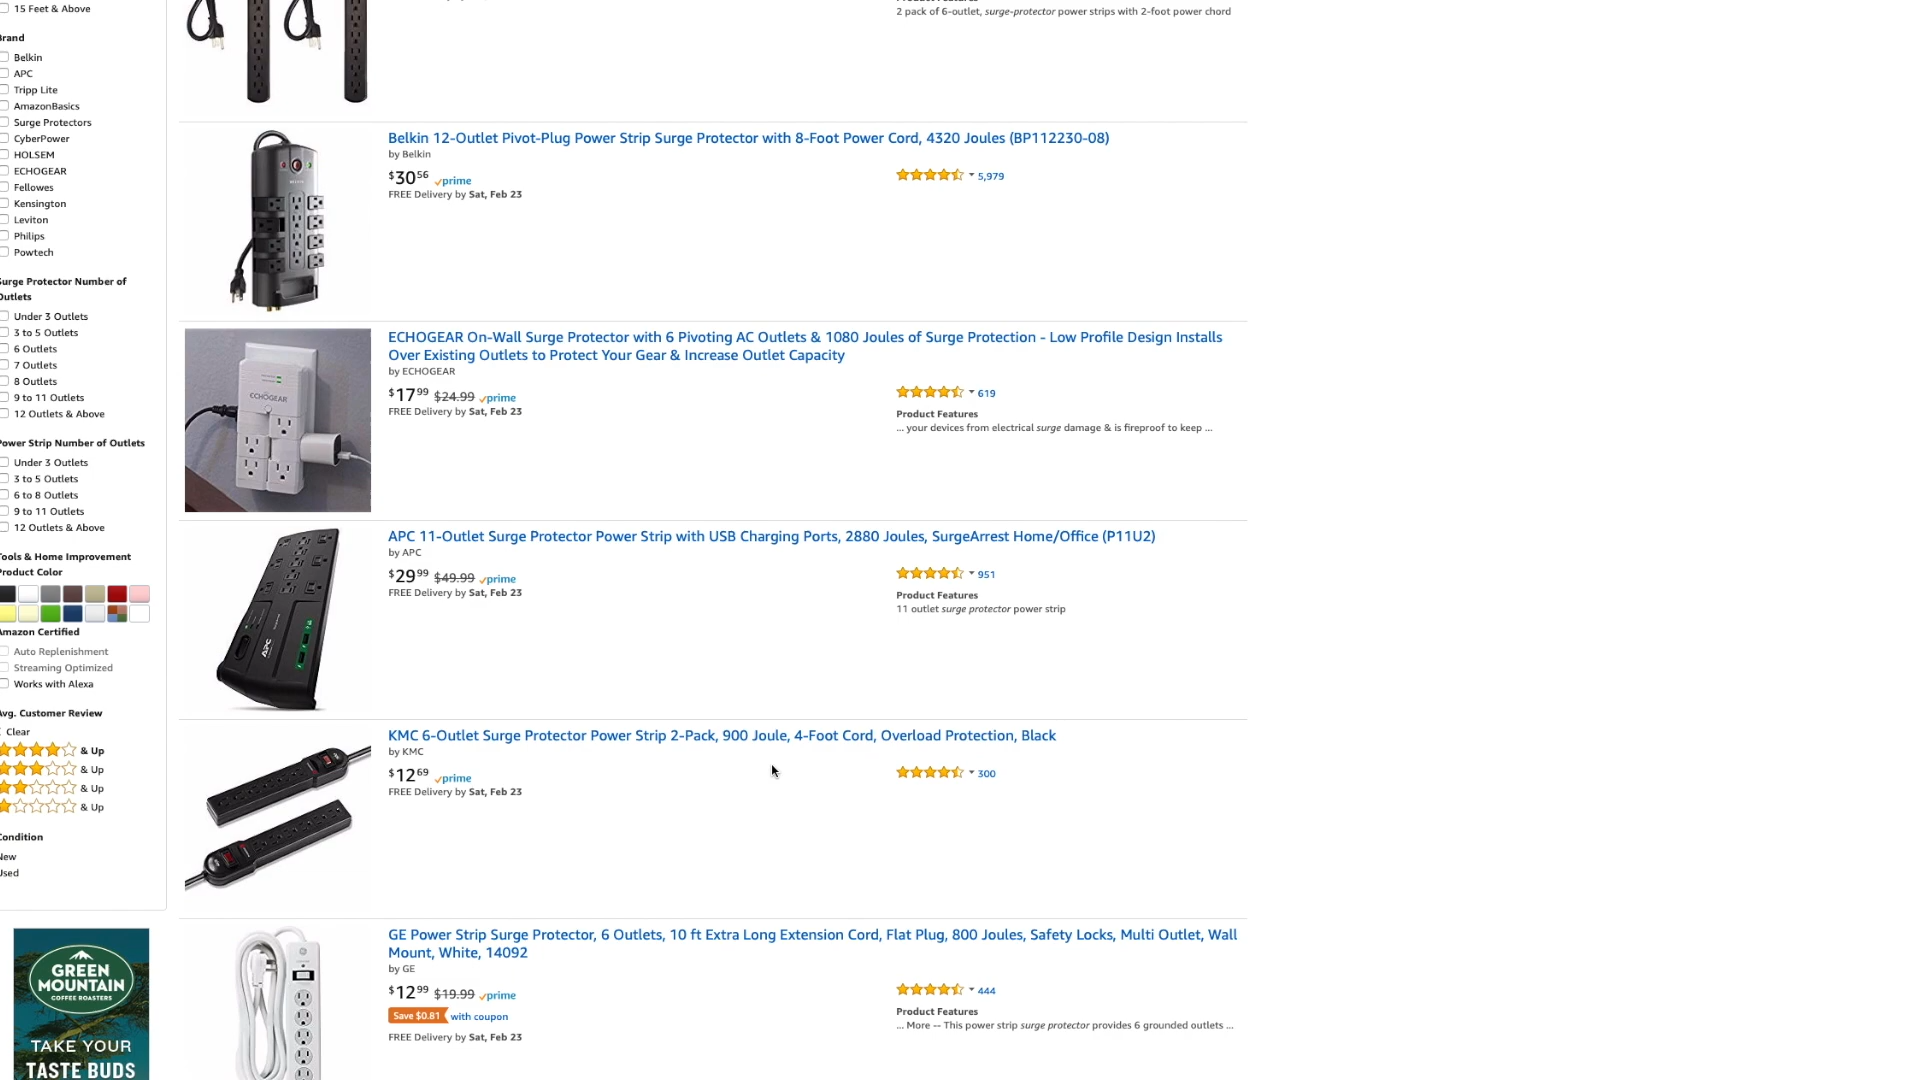 15 Feet & Above
Brand
Belkin
APC
Tripp Lite
AmazonBasics
Surge Protectors
CyberPower
HOLSEM
ECHOGEAR
Fellowes
Kensington
Leviton
Philips
Powtech
Surge Protector Number of
Outlets
Under 3 Outlets
3 to 5 Outlets
6 Outlets
7 Outlets
8 Outlets
9 to 11 Outlets
12 Outlets & Above
Power Strip Number of Outlets
Under 3 Outlets
3 to 5 Outlets
6 to 8 Outlets
9 to 11 Outlets
12 Outlets & Above
Tools & Home Improvement
Product Color
Amazon Certified
Auto Replenishment
Streaming Optimized
Works with Alexa
Avg. Customer Review
Clear
& Up
& Up
& Up
& Up
Condition
New
Used
GREEN
MOUNTAIN
COFFEE ROASTERS
TAKE YOUR
TASTE BUDS
2 pack of 6-outlet, surge-protector power strips with 2-foot power chord
Belkin 12-Outlet Pivot-Plug Power Strip Surge Protector with 8-Foot Power Cord, 4320 Joules (BP112230-08)
by Belkin
$30 56 prime
FREE Delivery by Sat, Feb 23
5,979
ECHOGEAR
ECHOGEAR On-Wall Surge Protector with 6 Pivoting AC Outlets & 1080 Joules of Surge Protection - Low Profile Design Installs
Over Existing Outlets to Protect Your Gear & Increase Outlet Capacity
by ECHOGEAR
$17 99 $24.99 prime
FREE Delivery by Sat, Feb 23
619
Product Features
... your devices from electrical surge damage & is fireproof to keep ...
APC
APC 11-Outlet Surge Protector Power Strip with USB Charging Ports, 2880 Joules, SurgeArrest Home/Office (P11U2)
by APC
$29 99 $49.99 prime
FREE Delivery by Sat, Feb 23
951
Product Features
11 outlet surge protector power strip
KMC 6-Outlet Surge Protector Power Strip 2-Pack, 900 Joule, 4-Foot Cord, Overload Protection, Black
by KMC
$12 69 prime
FREE Delivery by Sat, Feb 23
300
GE Power Strip Surge Protector, 6 Outlets, 10 ft Extra Long Extension Cord, Flat Plug, 800 Joules, Safety Locks, Multi Outlet, Wall
Mount, White, 14092
by GE
$12 99 $19.99 prime
Save $0.81 with coupon
FREE Delivery by Sat, Feb 23
444
Product Features
... More -- This power strip surge protector provides 6 grounded outlets ...